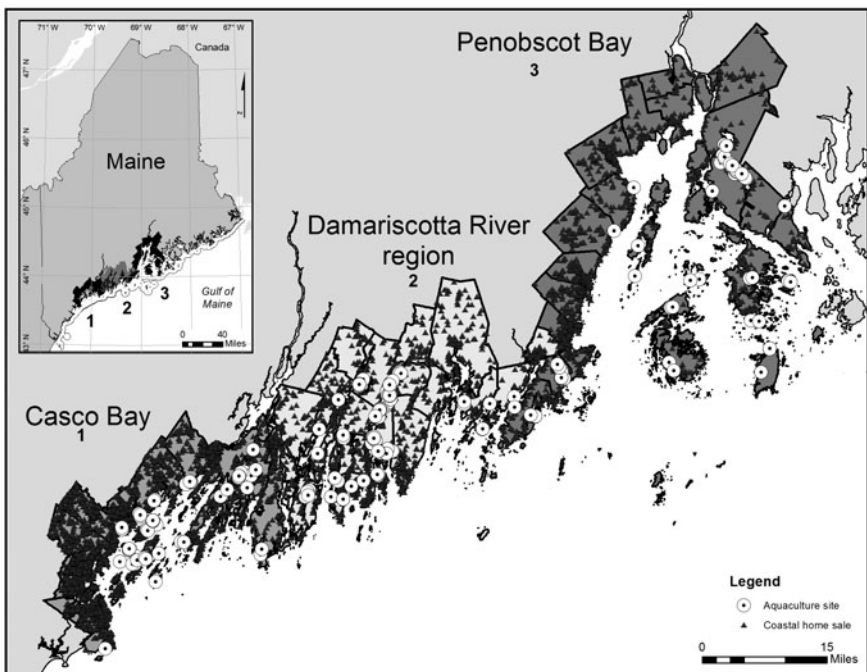 71°W 70°W 69°W 68°W 67°W
Canada
47°N
46°N
45°N
44°N
43°N
Maine
1 2 3
Gulf of
Maine
0 40
Miles
Penobscot Bay
3
Damariscotta River
region
2
Casco Bay
1
Legend
Aquaculture site
Coastal home sale
0 15
Miles